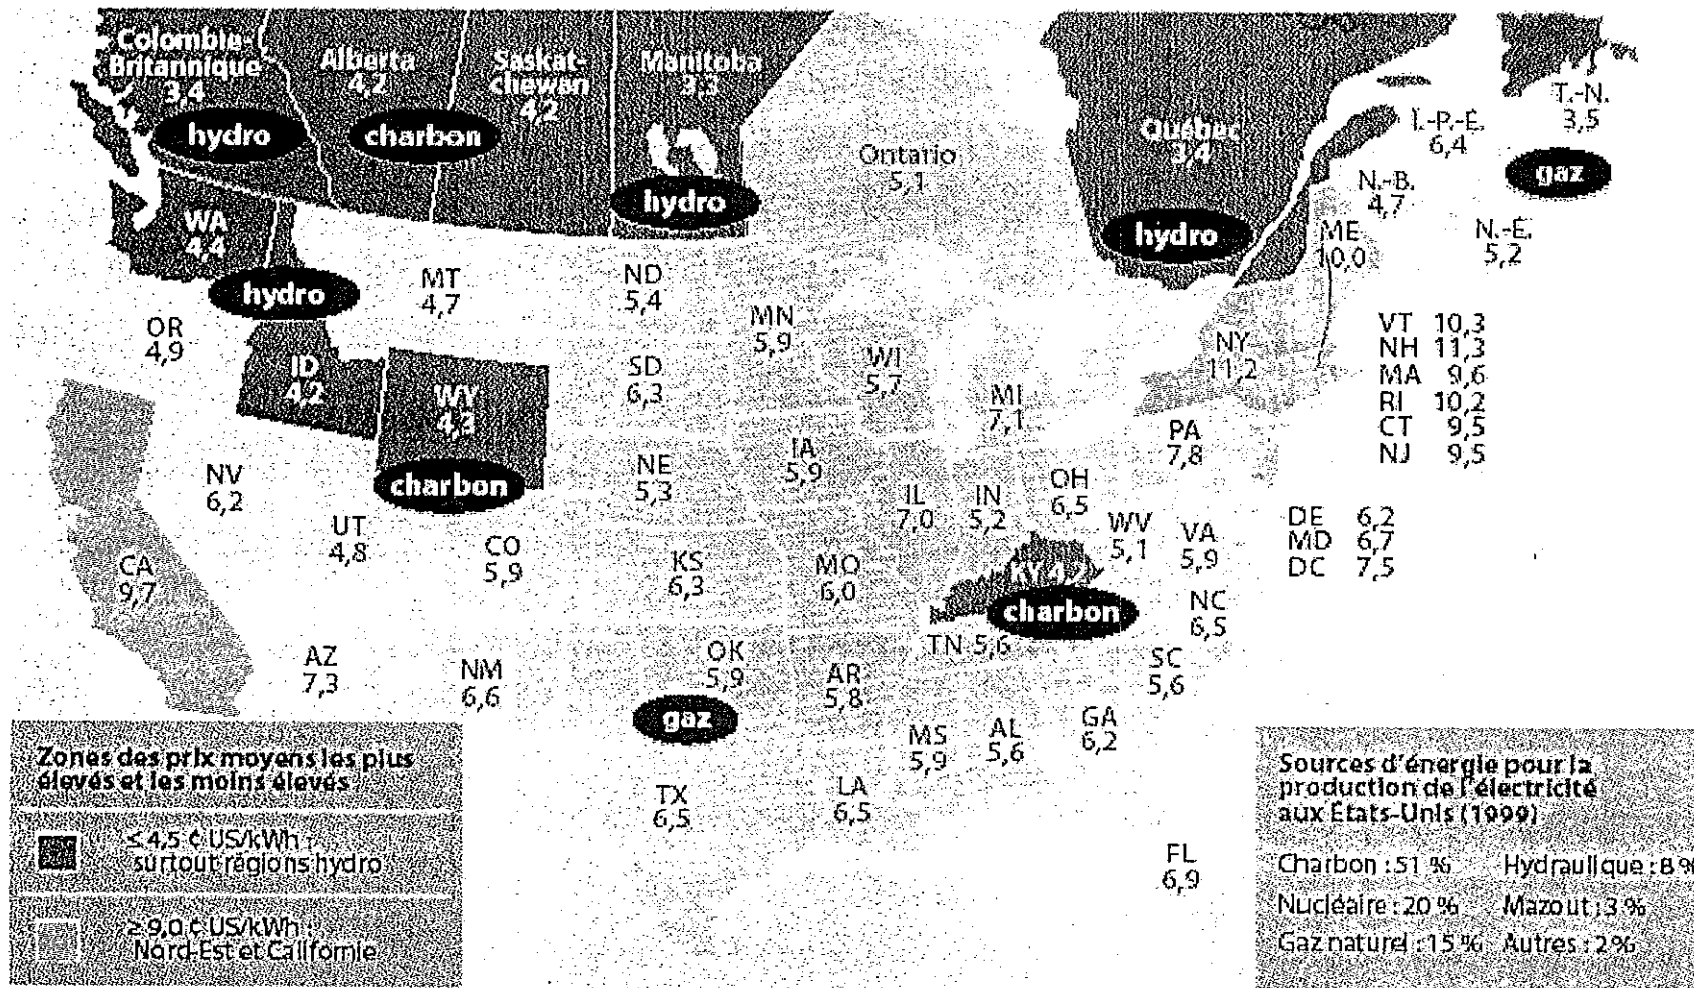 Colombie-
Britannique
3,4
hydro
Alberta
4,2
charbon
Saskat-
chewan
4,2
Manitoba
3,3
hydro
Ontario
5,1
Québec
3,4
hydro
T.-N.
3,5
Î.-P.-É.
6,4
gaz
N.-B.
4,7
N.-É.
5,2
WA
4,4
hydro
MT
4,7
ND
5,4
MN
5,9
ME
10,0
OR
4,9
ID
4,2
WY
4,3
charbon
SD
6,3
WI
5,7
MI
7,1
NY
11,2
VT 10,3
NH 11,3
MA 9,6
RI 10,2
CT 9,5
NJ 9,5
PA
7,8
NV
6,2
NE
5,3
IA
5,9
IL
7,0
IN
5,2
OH
6,5
WV
5,1
VA
5,9
DE 6,2
MD 6,7
DC 7,5
CA
9,7
UT
4,8
CO
5,9
KS
6,3
MO
6,0
KY 4,2
charbon
NC
6,5
TN 5,6
AZ
7,3
NM
6,6
OK
5,9
gaz
AR
5,8
SC
5,6
MS
5,9
AL
5,6
GA
6,2
TX
6,5
LA
6,5
FL
6,9
Zones des prix moyens les plus
élevés et les moins élevés
≤ 4,5 ¢ US/kWh :
surtout régions hydro
≥ 9,0 ¢ US/kWh :
Nord-Est et Californie
Sources d'énergie pour la
production de l'électricité
aux États-Unis (1999)
Charbon : 51 % Hydraulique : 8 %
Nucléaire : 20 % Mazout : 3 %
Gaz naturel : 15 % Autres : 2 %